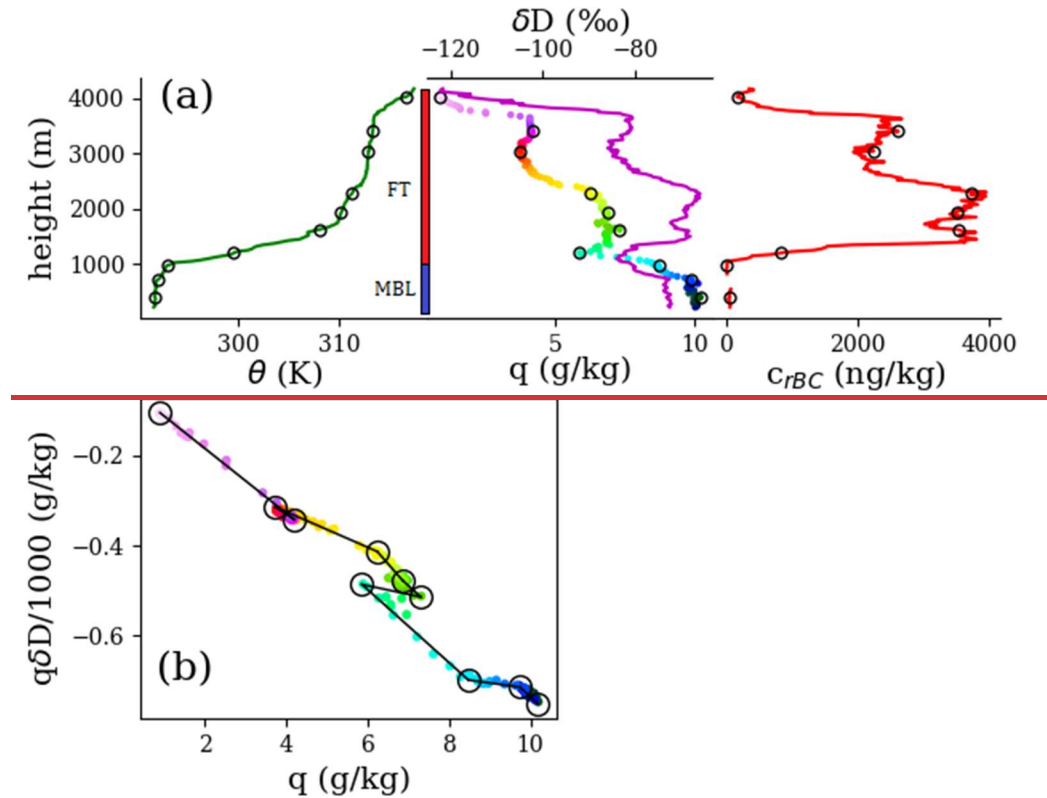 δD (‰)
−120 −100 −80
(a)
height (m)
4000
3000
2000
1000
FT
MBL
300 310 5 10 0 2000 4000
θ (K) q (g/kg) c_rBC (ng/kg)
qδD/1000 (g/kg)
−0.2
−0.4
−0.6
(b)
2 4 6 8 10
q (g/kg)